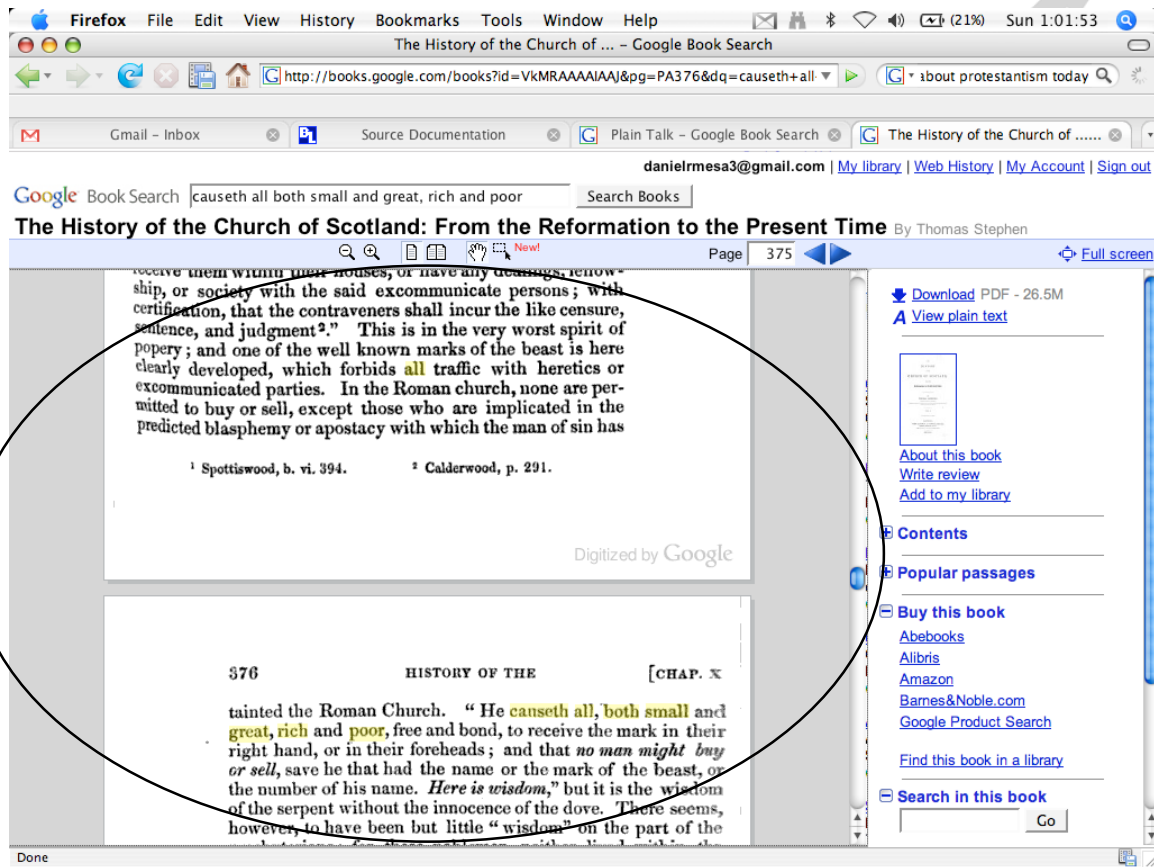 Firefox File Edit View History Bookmarks Tools Window Help (21%) Sun 1:01:53
The History of the Church of ... – Google Book Search
http://books.google.com/books?id=VkMRAAAAIAAJ&pg=PA376&dq=causeth+all- about protestantism today
Gmail – Inbox Source Documentation Plain Talk – Google Book Search The History of the Church of ......
danielrmesa3@gmail.com | My library | Web History | My Account | Sign out
Google Book Search causeth all both small and great, rich and poor Search Books
The History of the Church of Scotland: From the Reformation to the Present Time By Thomas Stephen
New! Page 375 Full screen
receive them within their houses, or have any dealings, fellow-
ship, or society with the said excommunicate persons; with
certification, that the contraveners shall incur the like censure,
sentence, and judgment²." This is in the very worst spirit of
popery; and one of the well known marks of the beast is here
clearly developed, which forbids all traffic with heretics or
excommunicated parties. In the Roman church, none are per-
mitted to buy or sell, except those who are implicated in the
predicted blasphemy or apostacy with which the man of sin has
¹ Spottiswood, b. vi. 394. ² Calderwood, p. 291.
Digitized by Google
376 HISTORY OF THE [CHAP. X
tainted the Roman Church. "He causeth all, both small and
great, rich and poor, free and bond, to receive the mark in their
right hand, or in their foreheads; and that no man might buy
or sell, save he that had the name or the mark of the beast, or
the number of his name. Here is wisdom," but it is the wisdom
of the serpent without the innocence of the dove. There seems,
however, to have been but little "wisdom" on the part of the
Download PDF - 26.5M
View plain text
About this book
Write review
Add to my library
Contents
Popular passages
Buy this book
Abebooks
Alibris
Amazon
Barnes&Noble.com
Google Product Search
Find this book in a library
Search in this book
Go
Done